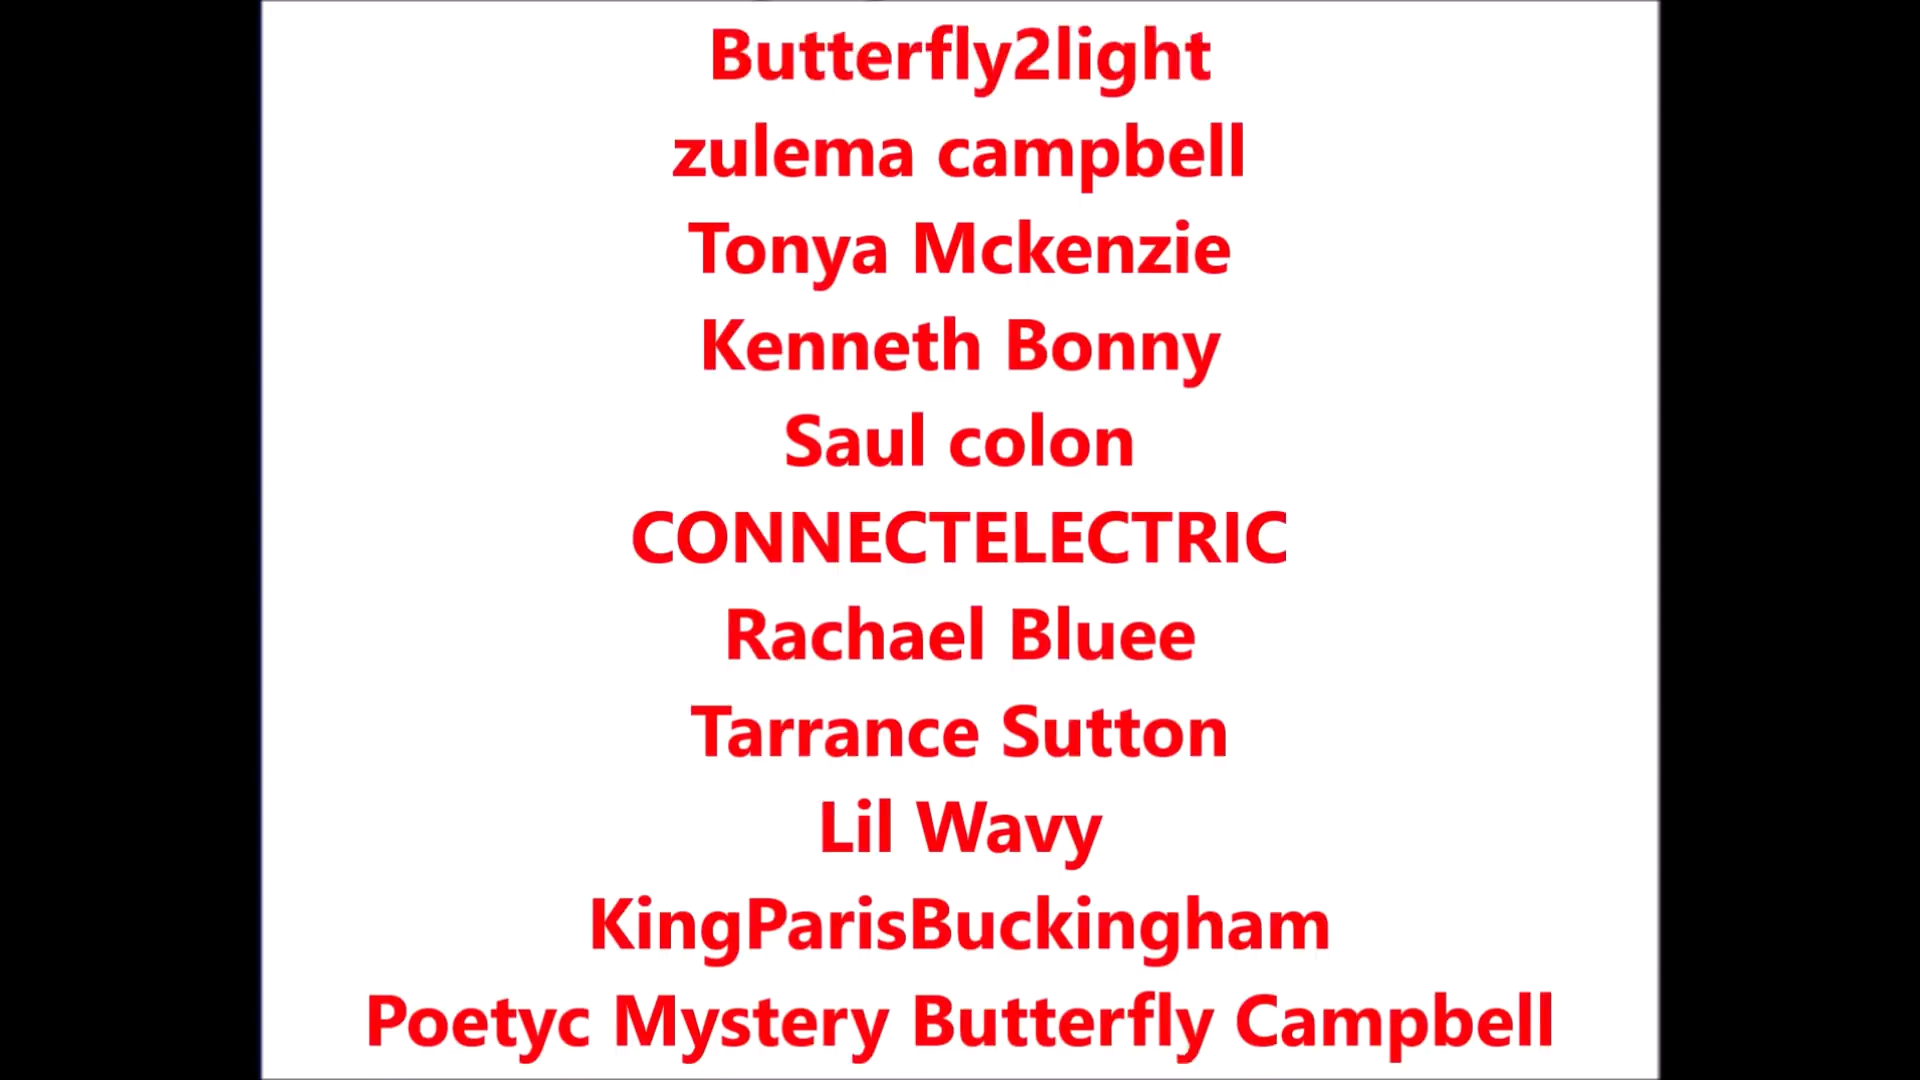 Butterfly2light
zulema campbell
Tonya Mckenzie
Kenneth Bonny
Saul colon
CONNECTELECTRIC
Rachael Bluee
Tarrance Sutton
Lil Wavy
KingParisBuckingham
Poetyc Mystery Butterfly Campbell